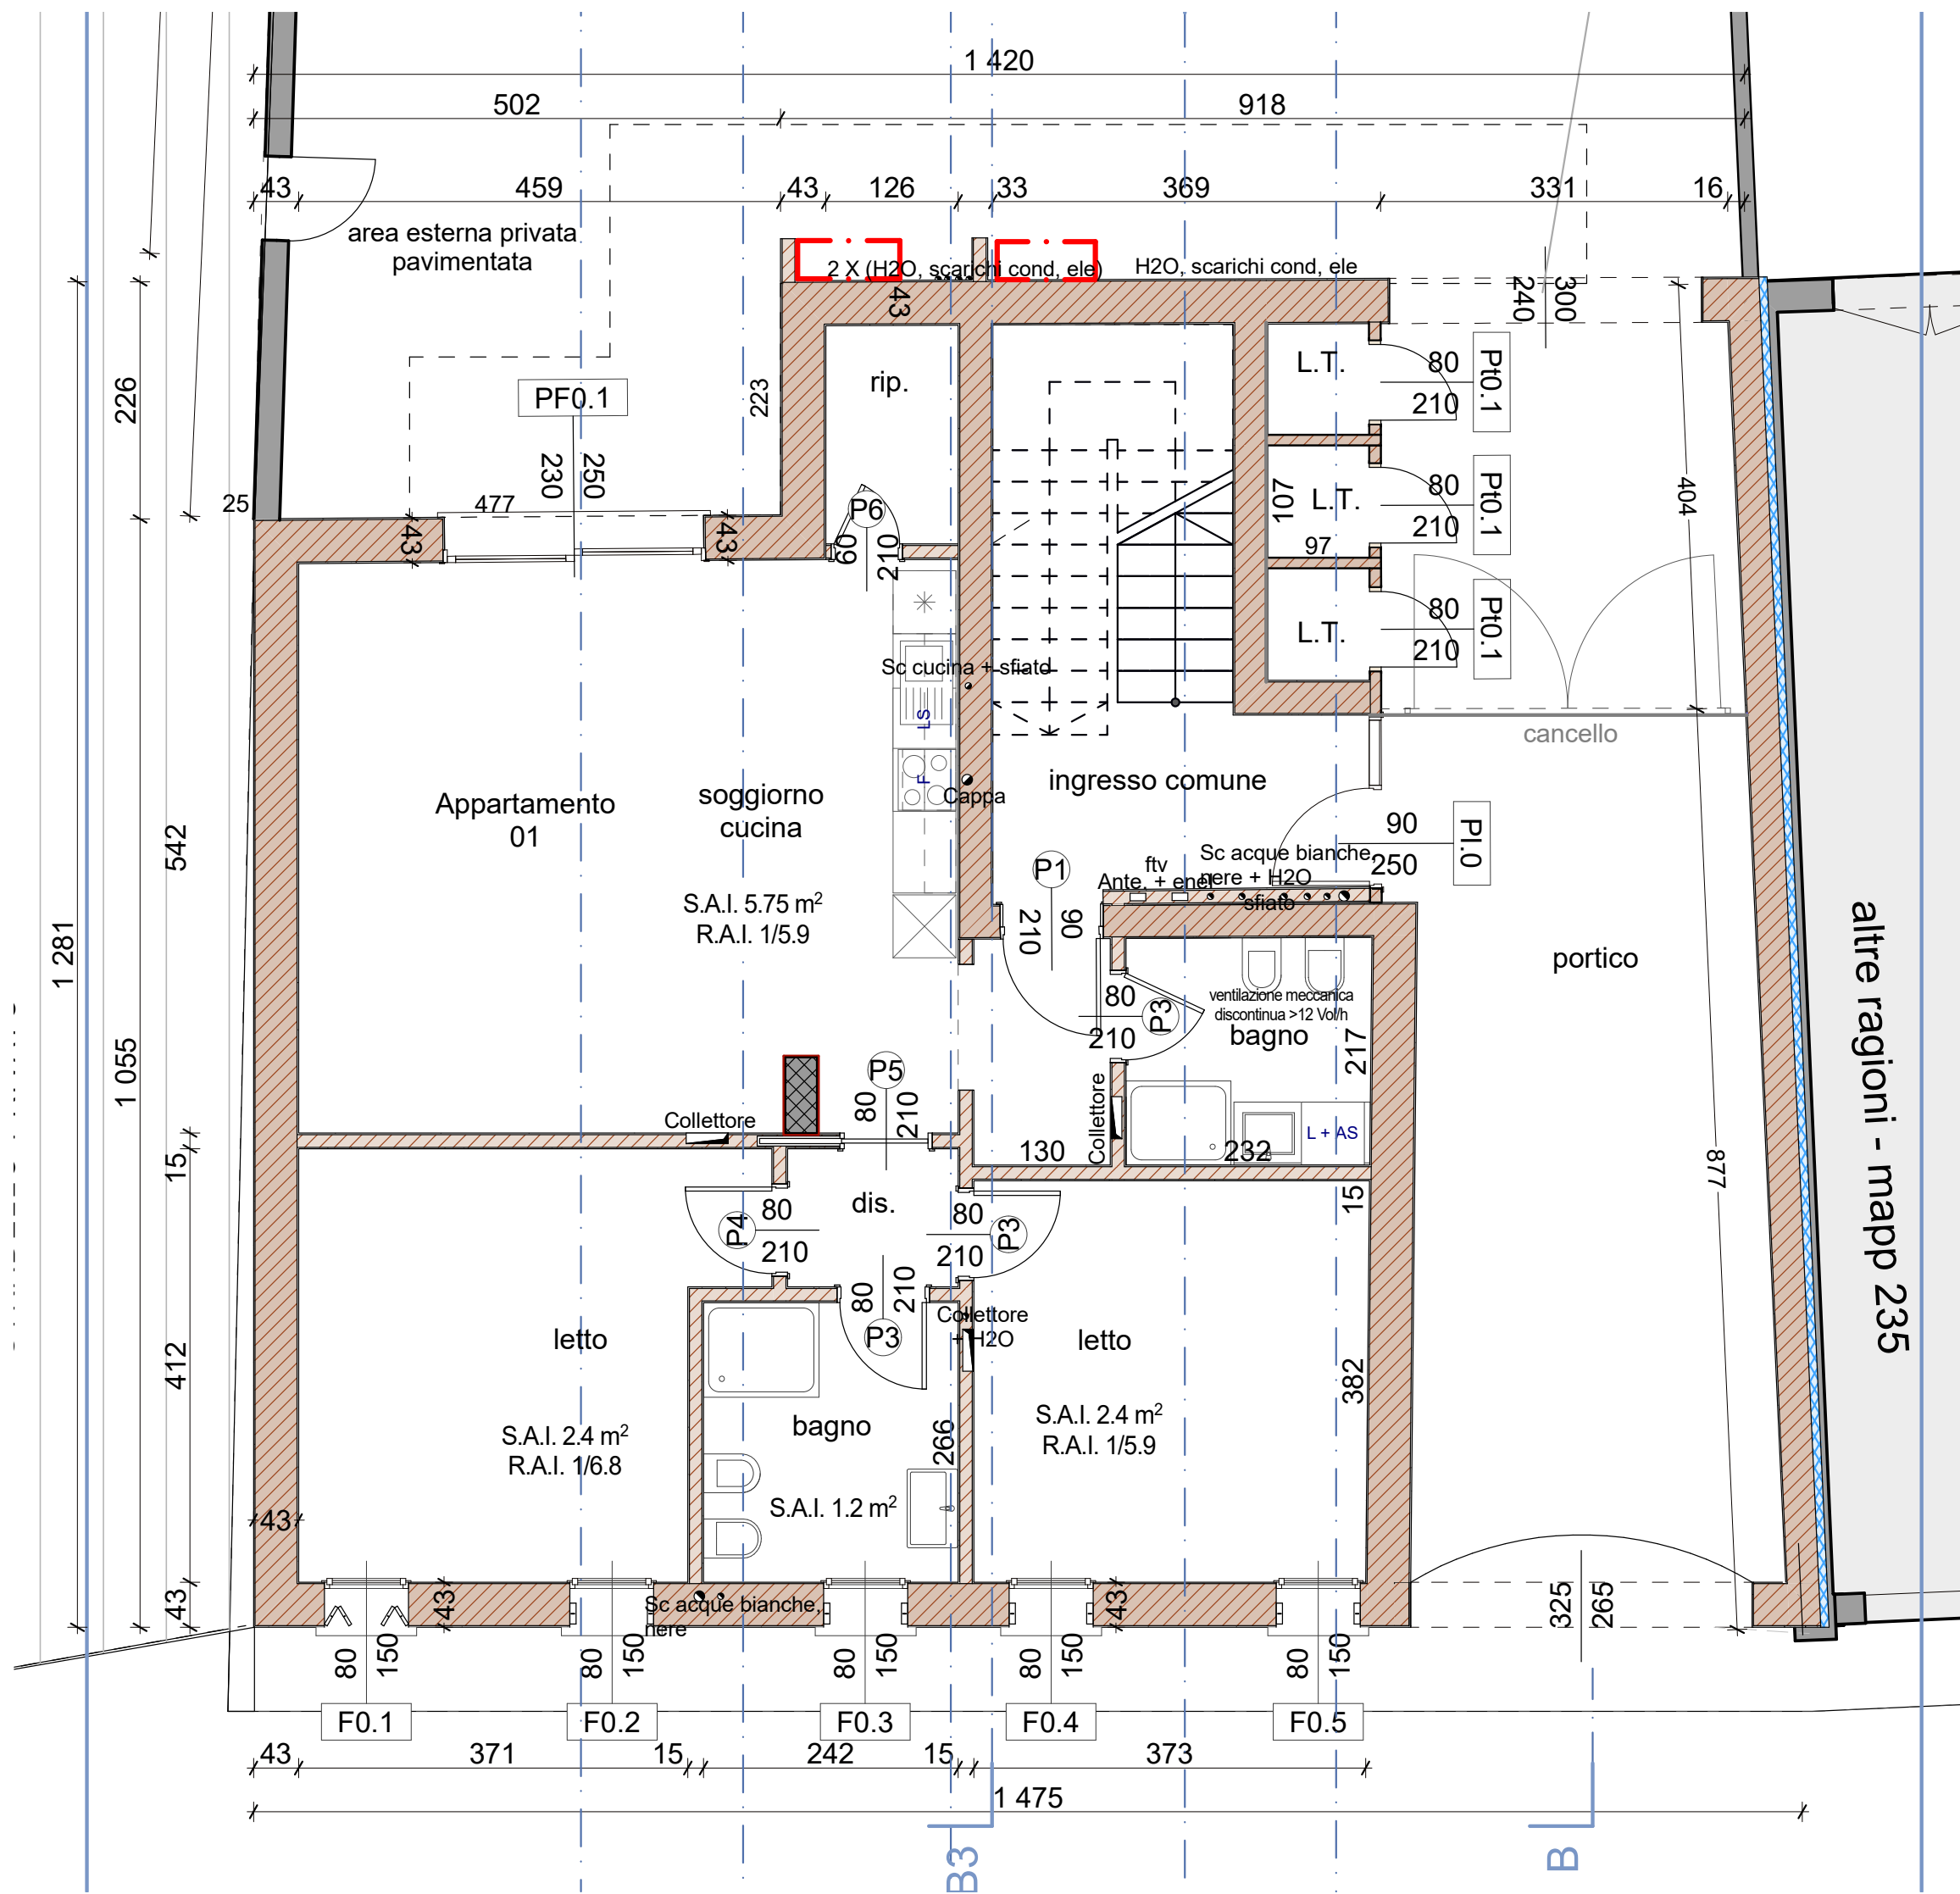 1 420
502
918
43
459
43
126
33
369
331
16
area esterna privata
pavimentata
2 X (H2O, scarichi cond, ele)
H2O, scarichi cond, ele
43
240
300
226
223
rip.
L.T.
80
210
Pt0.1
PF0.1
230
250
477
25
43
43
P6
60
210
L.T.
107
97
80
210
Pt0.1
404
L.T.
80
210
Pt0.1
Sc cucina + sfiato
LS
F
Cappa
cancello
ingresso comune
Appartamento
01
soggiorno
cucina
542
S.A.I. 5.75 m²
R.A.I. 1/5.9
P1
210
90
ftv
Ante. + enel
Sc acque bianche,
nere + H2O
sfiato
90
250
PI.0
1 281
portico
altre ragioni - mapp 235
80
210
P3
ventilazione meccanica
discontinua >12 Vol/h
bagno
217
1 055
P5
80
210
Collettore
Collettore
L + AS
130
232
15
15
877
dis.
80
210
P4
80
210
P3
80
210
P3
Collettore
+ H2O
letto
letto
412
382
bagno
266
S.A.I. 2.4 m²
R.A.I. 1/6.8
S.A.I. 2.4 m²
R.A.I. 1/5.9
S.A.I. 1.2 m²
43
43
43
43
Sc acque bianche,
nere
325
265
80
150
80
150
80
150
80
150
80
150
F0.1
F0.2
F0.3
F0.4
F0.5
43
371
15
242
15
373
1 475
B3
B